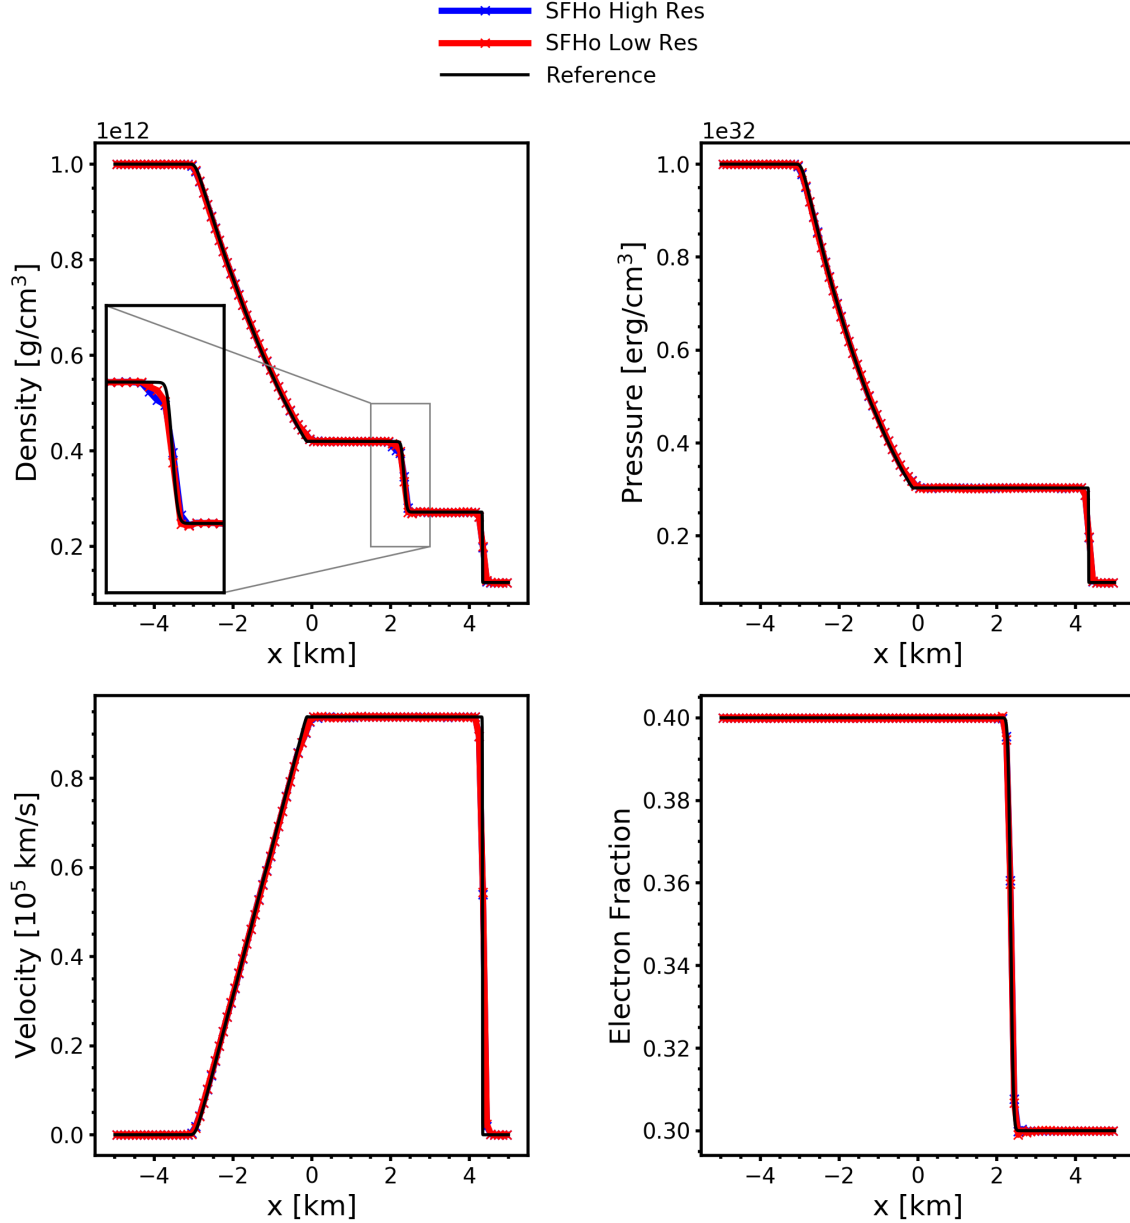 SFHo High Res
SFHo Low Res
Reference
1e12
1.0
0.8
0.6
0.4
0.2
Density [g/cm³]
−4 −2 0 2 4
x [km]
1e32
1.0
0.8
0.6
0.4
0.2
Pressure [erg/cm³]
−4 −2 0 2 4
x [km]
0.8
0.6
0.4
0.2
0.0
Velocity [10⁵ km/s]
−4 −2 0 2 4
x [km]
0.40
0.38
0.36
0.34
0.32
0.30
Electron Fraction
−4 −2 0 2 4
x [km]